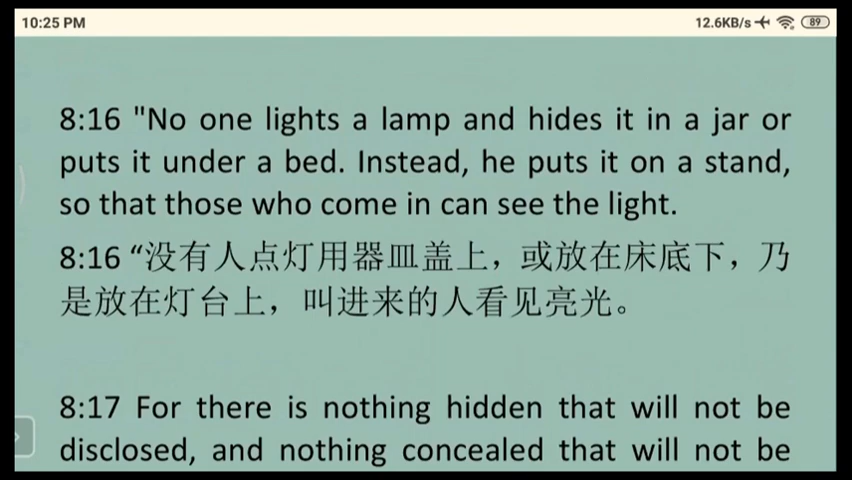 10:25 PM 12.6KB/s 89
8:16 "No one lights a lamp and hides it in a jar or
puts it under a bed. Instead, he puts it on a stand,
so that those who come in can see the light.
8:16 “没有人点灯用器皿盖上，或放在床底下，乃
是放在灯台上，叫进来的人看见亮光。
8:17 For there is nothing hidden that will not be
disclosed, and nothing concealed that will not be